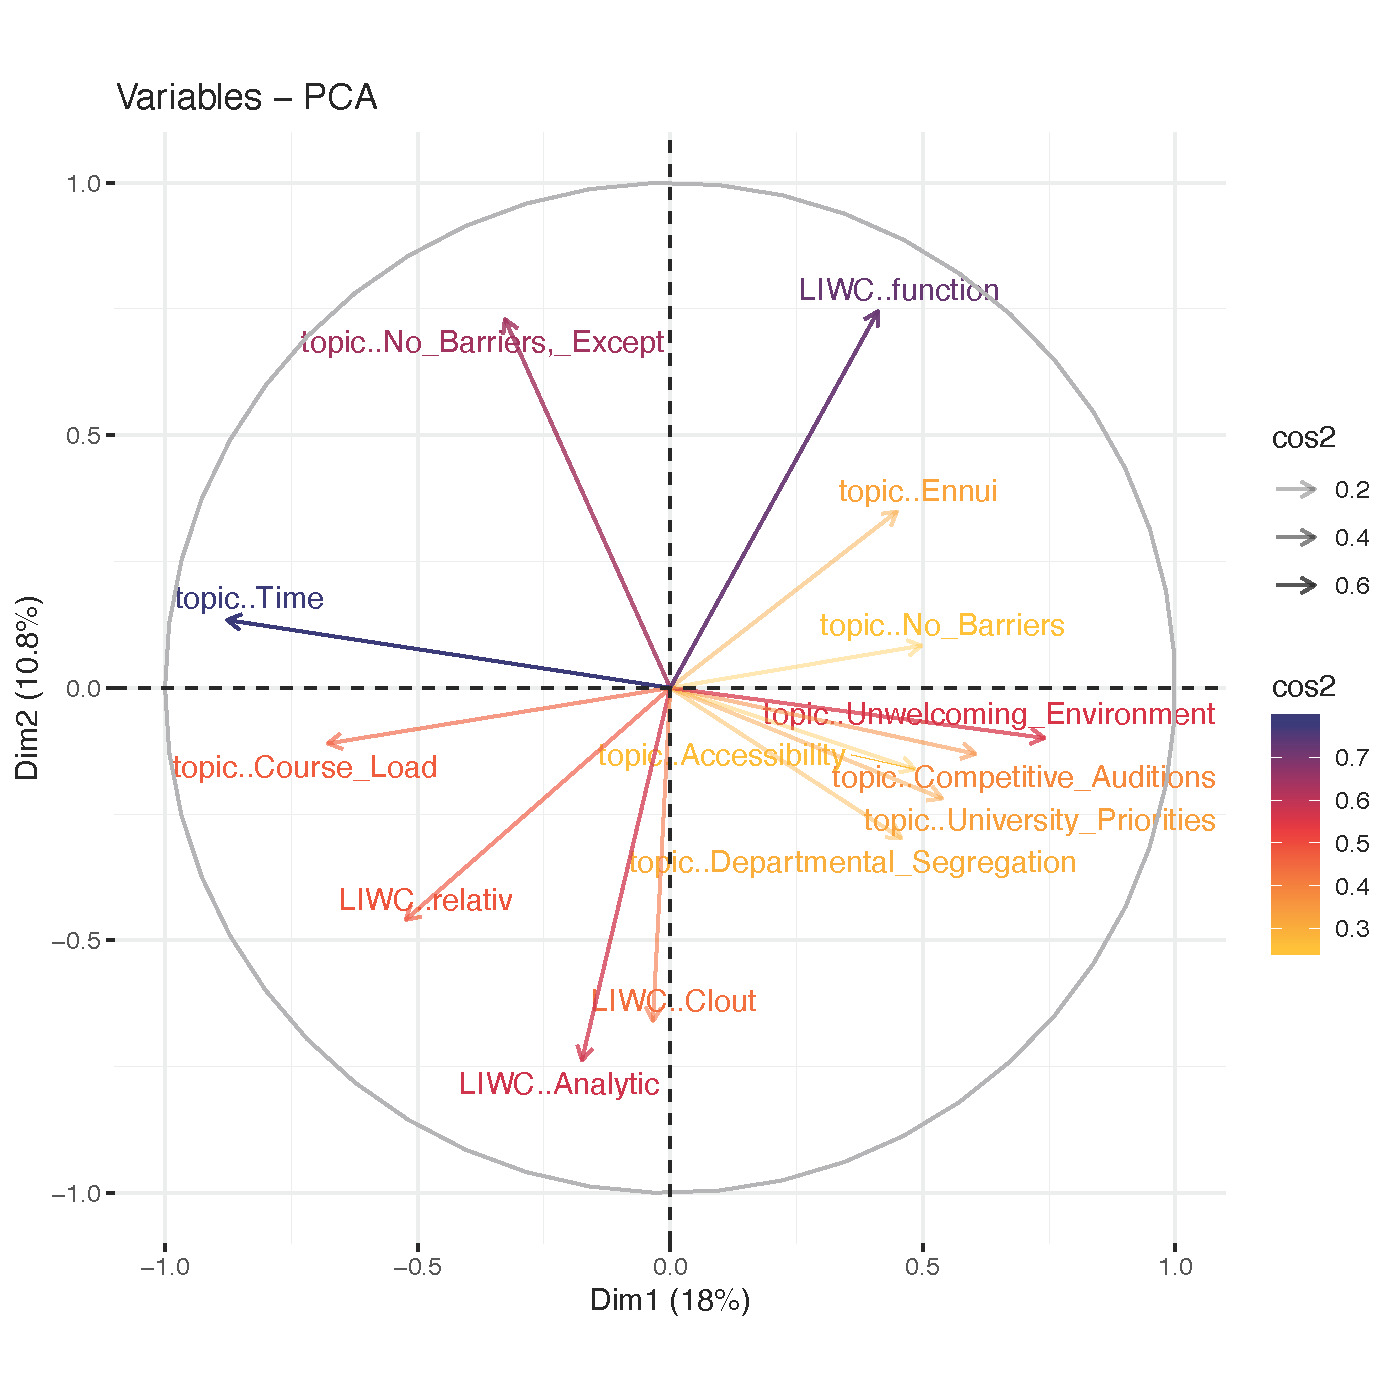 Variables − PCA
1.0
0.5
0.0
−0.5
−1.0
Dim2 (10.8%)
LIWC..function
topic..No_Barriers,_Except
topic..Ennui
topic..Time
topic..No_Barriers
topic..Unwelcoming_Environment
topic..Accessibility
topic..Course_Load
topic..Competitive_Auditions
topic..University_Priorities
topic..Departmental_Segregation
LIWC..relativ
LIWC..Clout
LIWC..Analytic
−1.0
−0.5
0.0
0.5
1.0
Dim1 (18%)
cos2
0.2
0.4
0.6
cos2
0.7
0.6
0.5
0.4
0.3